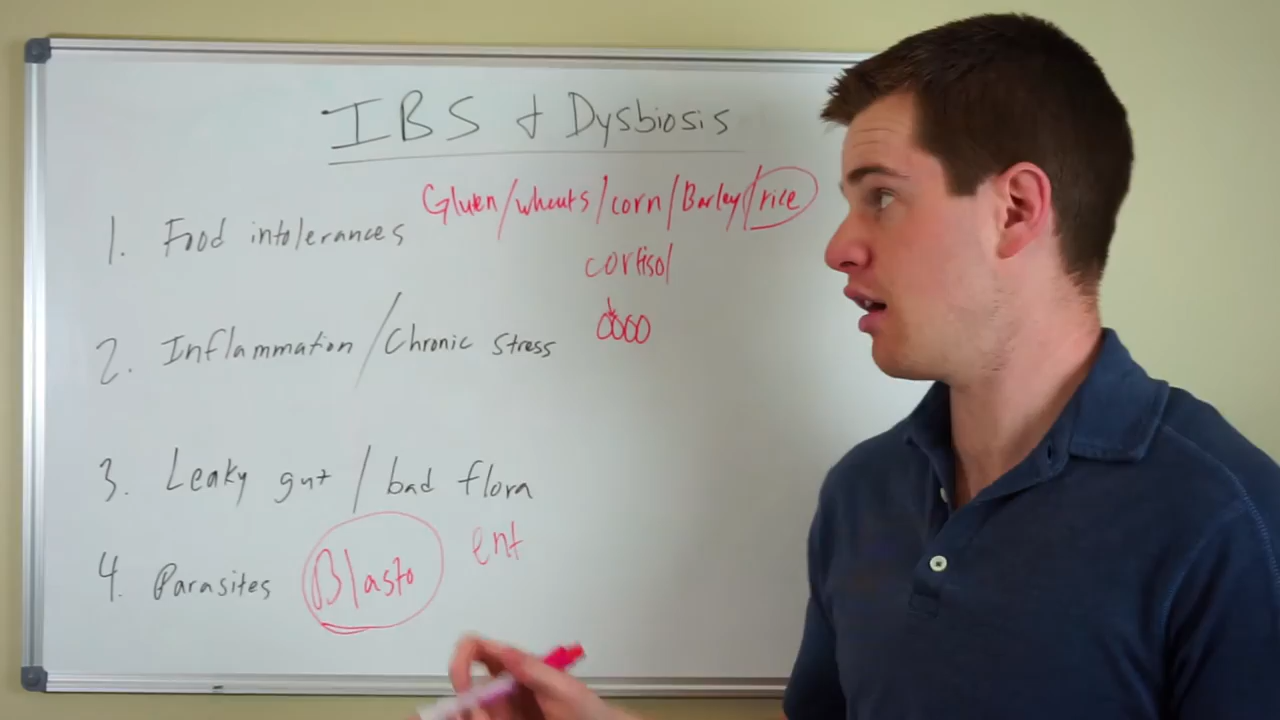 IBS & Dysbiosis
Gluten/wheats/corn/Barley/rice
1. Food intolerances
cortisol
2. Inflammation/Chronic stress
3. Leaky gut / bad flora
ent
4. Parasites Blasto